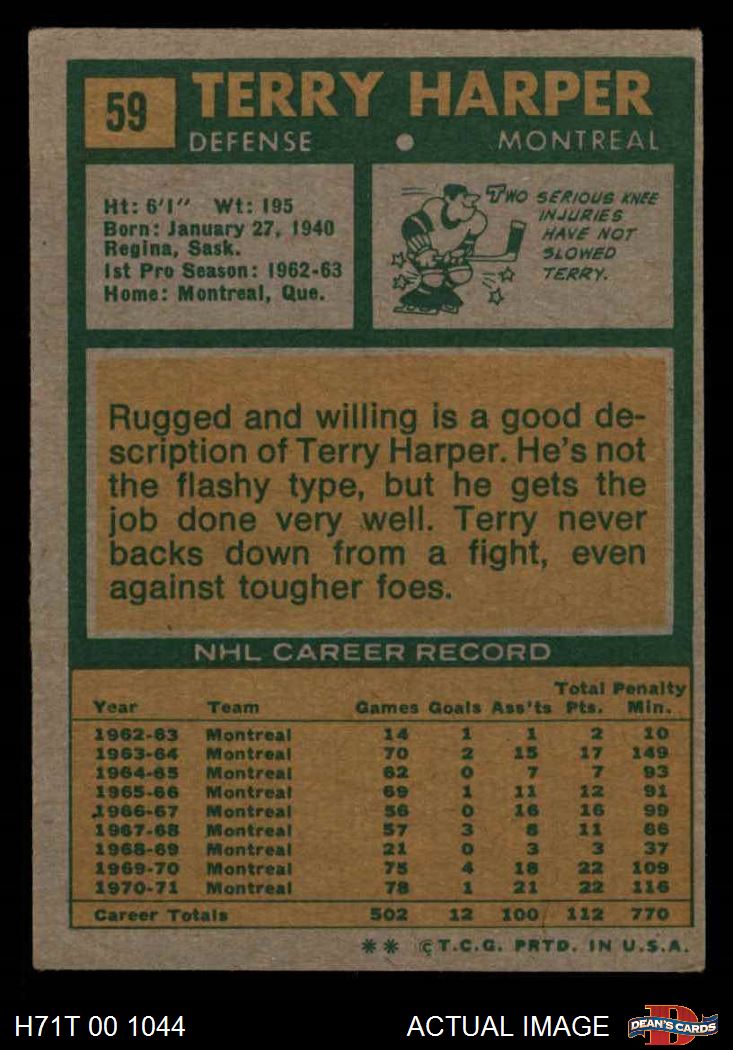 59
TERRY HARPER
DEFENSE • MONTREAL
Ht: 6'1" Wt: 195
Born: January 27, 1940
Regina, Sask.
1st Pro Season: 1962-63
Home: Montreal, Que.
TWO SERIOUS KNEE
INJURIES
HAVE NOT
SLOWED
TERRY.
Rugged and willing is a good de-
scription of Terry Harper. He's not
the flashy type, but he gets the
job done very well. Terry never
backs down from a fight, even
against tougher foes.
NHL CAREER RECORD
Total Penalty
Year Team Games Goals Ass'ts Pts. Min.
1962-63 Montreal 14 1 1 2 10
1963-64 Montreal 70 2 15 17 149
1964-65 Montreal 62 0 7 7 93
1965-66 Montreal 69 1 11 12 91
1966-67 Montreal 56 0 16 16 99
1967-68 Montreal 57 3 8 11 66
1968-69 Montreal 21 0 3 3 37
1969-70 Montreal 75 4 18 22 109
1970-71 Montreal 78 1 21 22 116
Career Totals 502 12 100 112 770
** © T.C.G. PRTD. IN U.S.A.
H71T 00 1044 ACTUAL IMAGE
D
DEAN'S CARDS